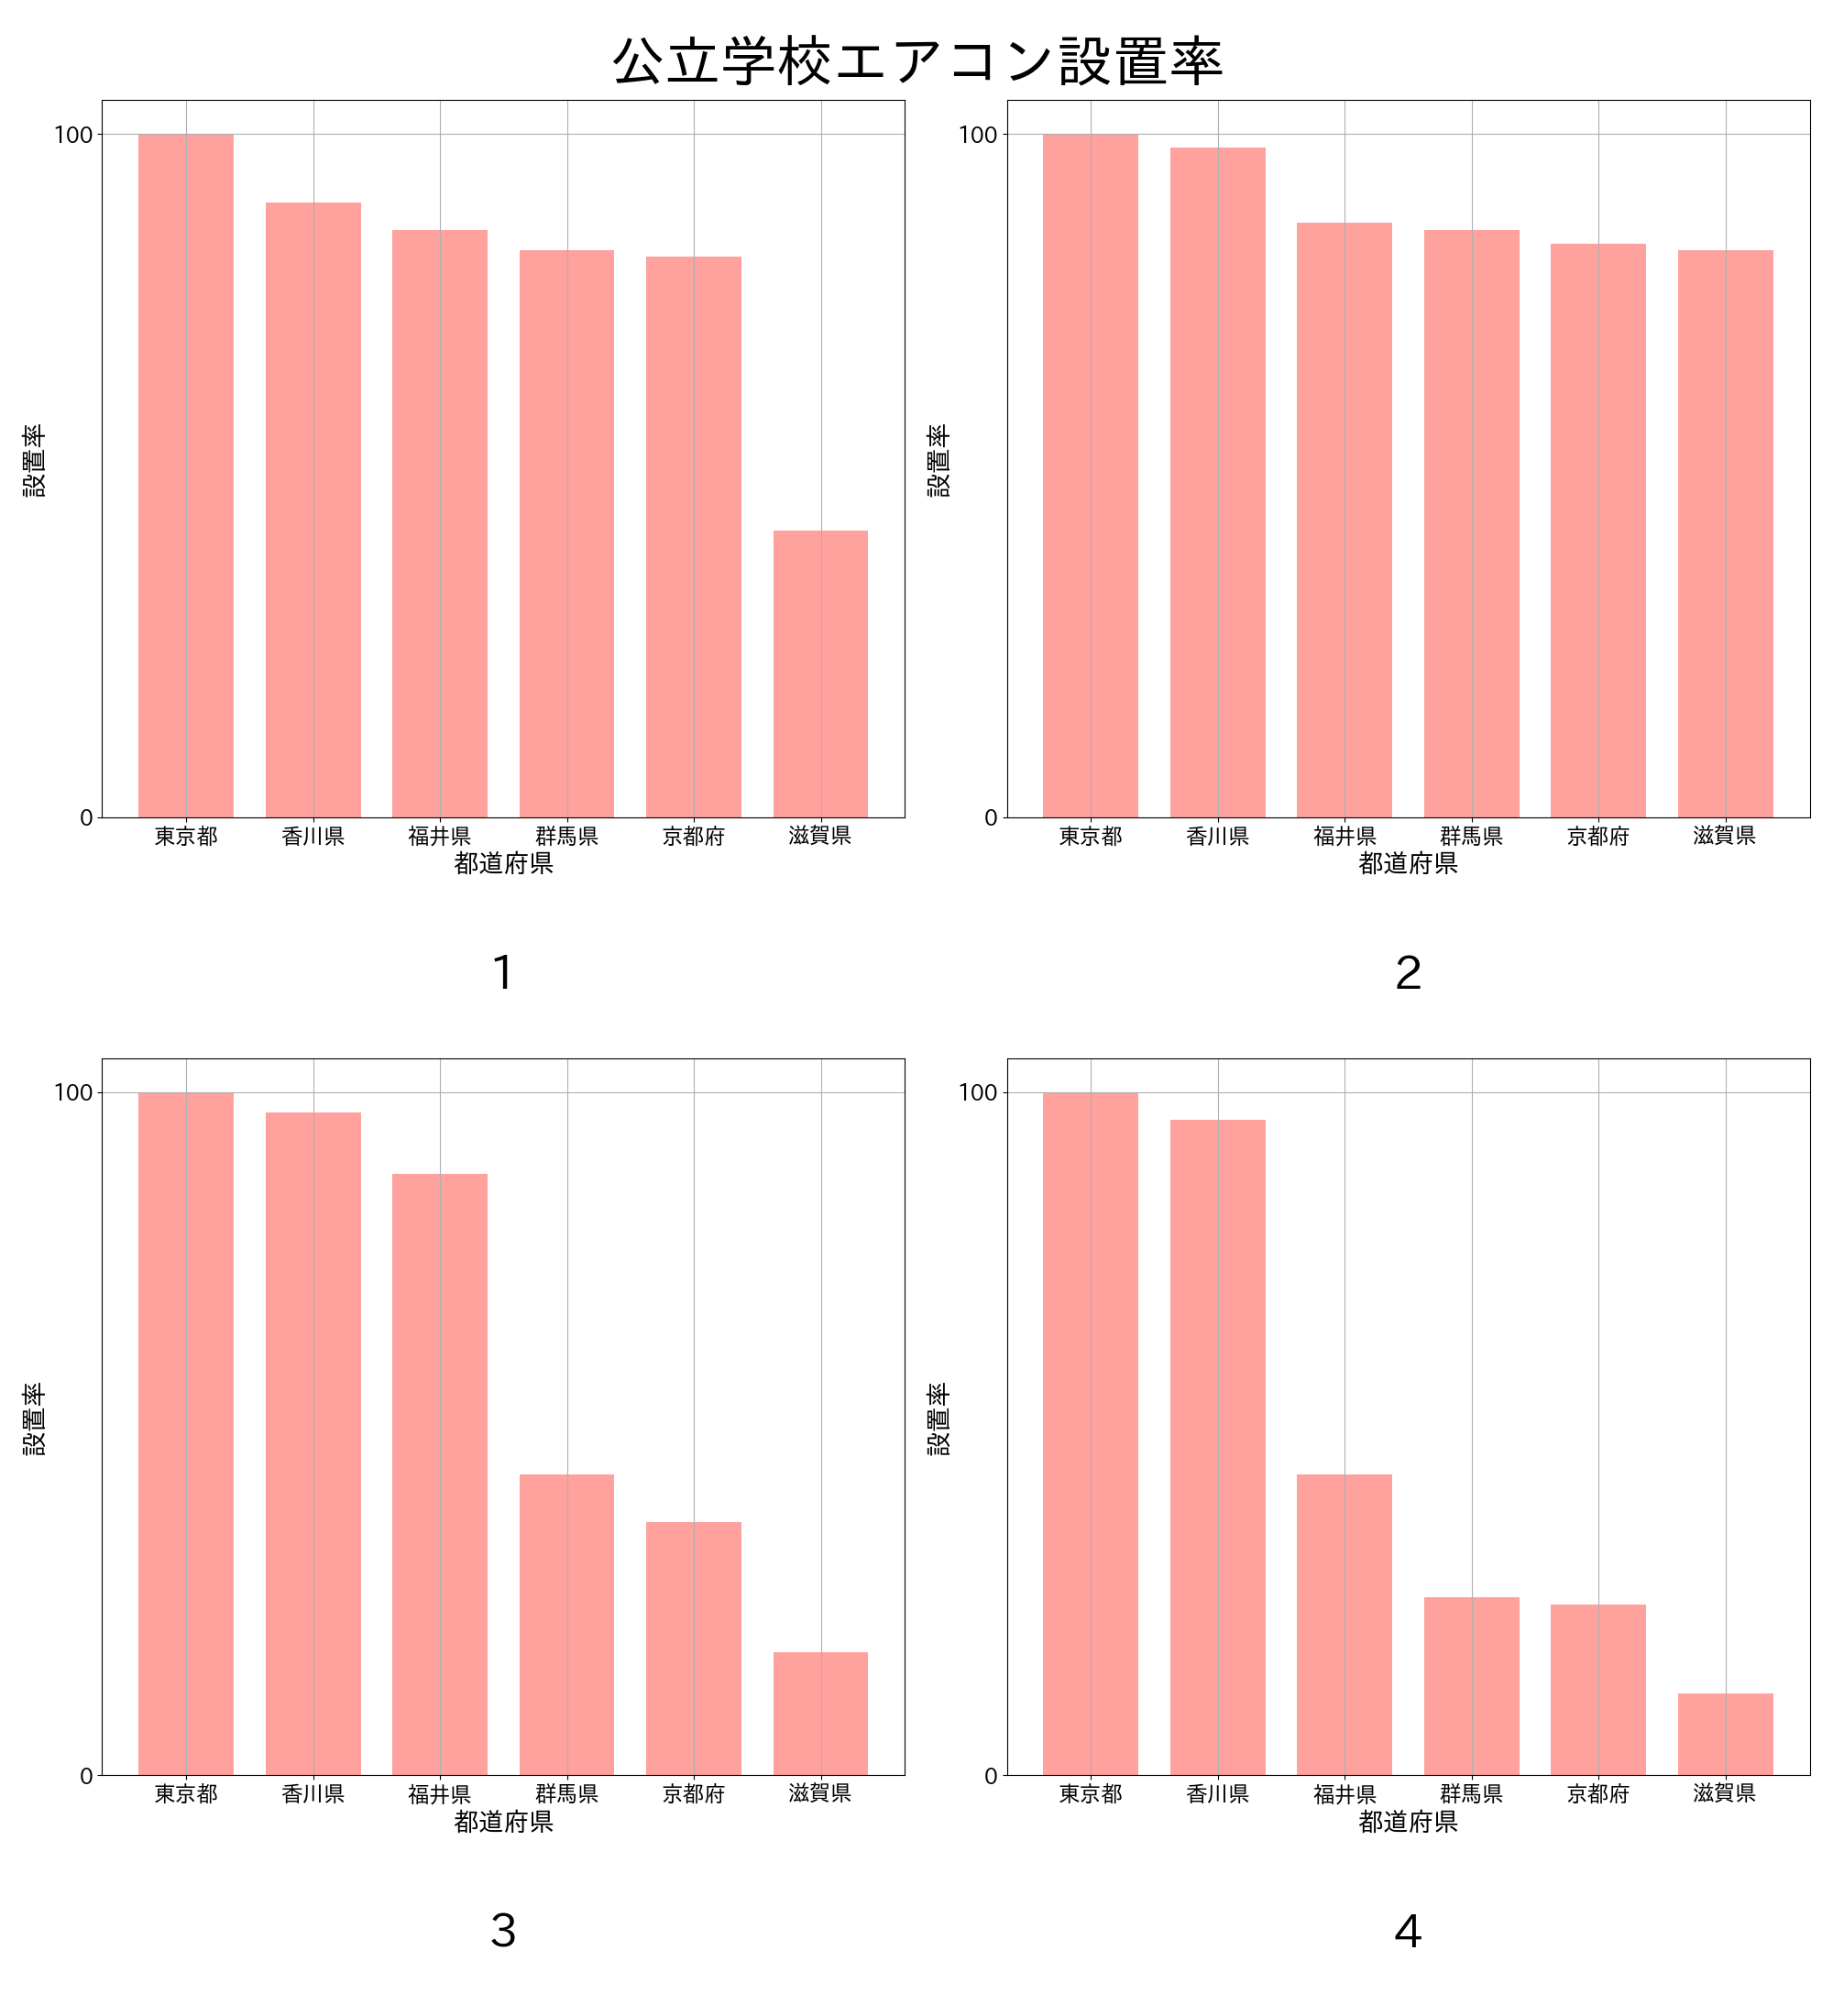 公立学校エアコン設置率
100
0
設置率
東京都 香川県 福井県 群馬県 京都府 滋賀県
都道府県
1
100
0
設置率
東京都 香川県 福井県 群馬県 京都府 滋賀県
都道府県
2
100
0
設置率
東京都 香川県 福井県 群馬県 京都府 滋賀県
都道府県
3
100
0
設置率
東京都 香川県 福井県 群馬県 京都府 滋賀県
都道府県
4